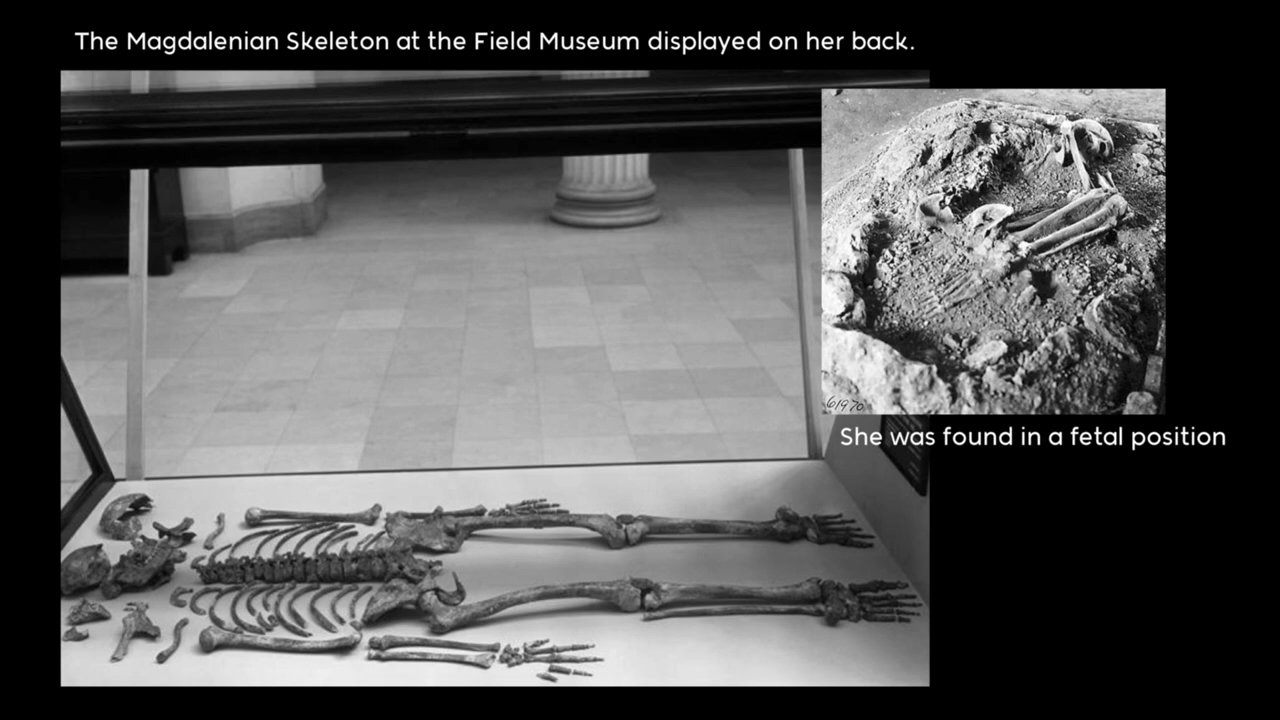 The Magdalenian Skeleton at the Field Museum displayed on her back.
61970
She was found in a fetal position